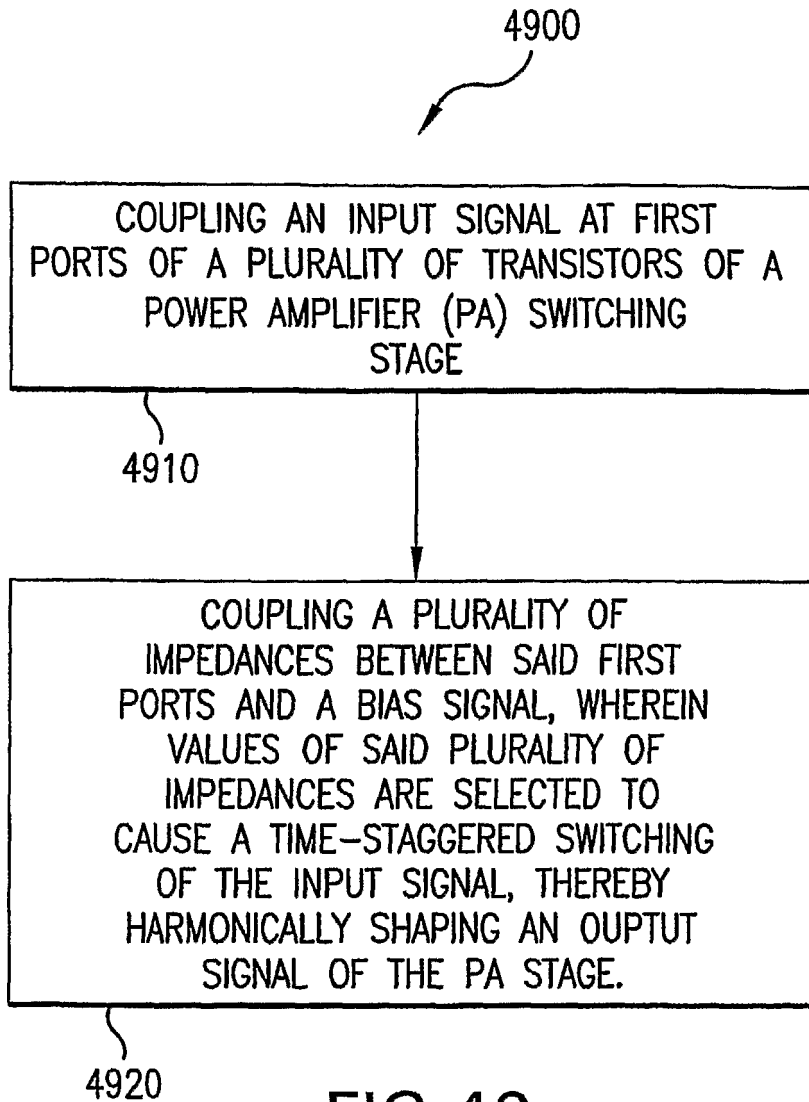 4900
COUPLING AN INPUT SIGNAL AT FIRST
PORTS OF A PLURALITY OF TRANSISTORS OF A
POWER AMPLIFIER (PA) SWITCHING
STAGE
4910
COUPLING A PLURALITY OF
IMPEDANCES BETWEEN SAID FIRST
PORTS AND A BIAS SIGNAL, WHEREIN
VALUES OF SAID PLURALITY OF
IMPEDANCES ARE SELECTED TO
CAUSE A TIME-STAGGERED SWITCHING
OF THE INPUT SIGNAL, THEREBY
HARMONICALLY SHAPING AN OUPTUT
SIGNAL OF THE PA STAGE.
4920